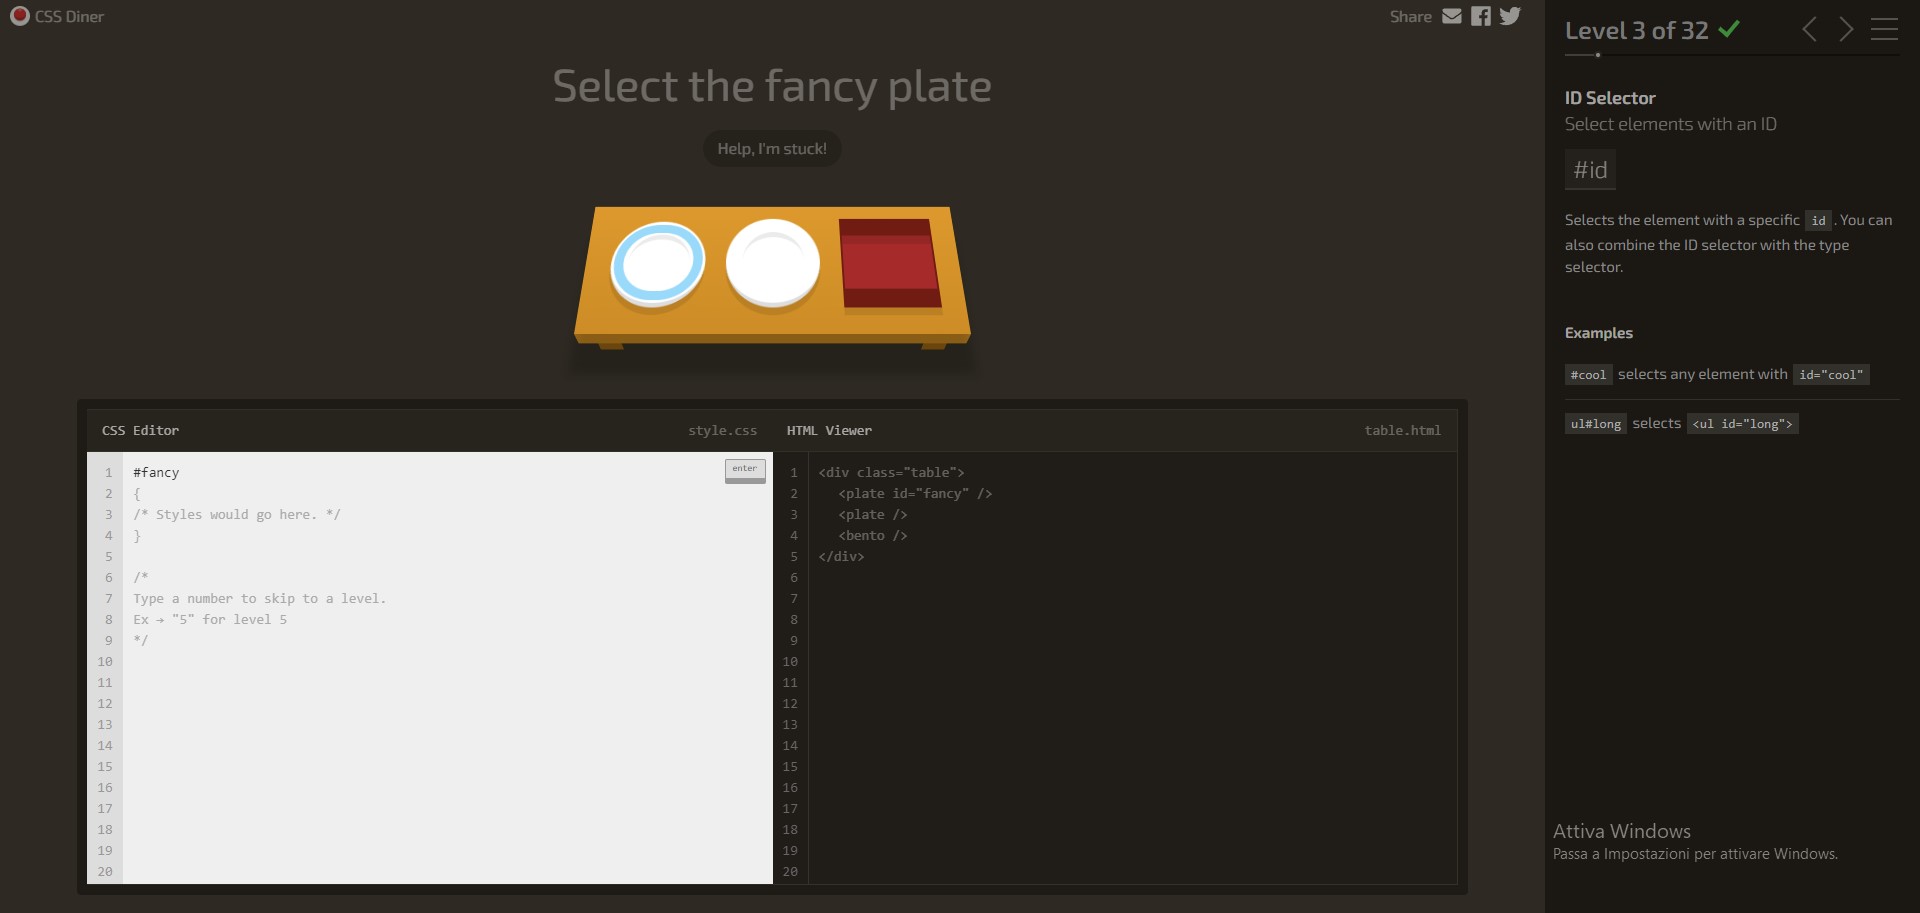 CSS Diner
Share
Select the fancy plate
Help, I'm stuck!
CSS Editor
style.css
1 #fancy
enter
2 {
3 /* Styles would go here. */
4 }
5
6 /*
7 Type a number to skip to a level.
8 Ex → "5" for level 5
9 */
10
11
12
13
14
15
16
17
18
19
20
HTML Viewer
table.html
1 <div class="table">
2 <plate id="fancy" />
3 <plate />
4 <bento />
5 </div>
6
7
8
9
10
11
12
13
14
15
16
17
18
19
20
Level 3 of 32
ID Selector
Select elements with an ID
#id
Selects the element with a specific id . You can
also combine the ID selector with the type
selector.
Examples
#cool selects any element with id="cool"
ul#long selects <ul id="long">
Attiva Windows
Passa a Impostazioni per attivare Windows.